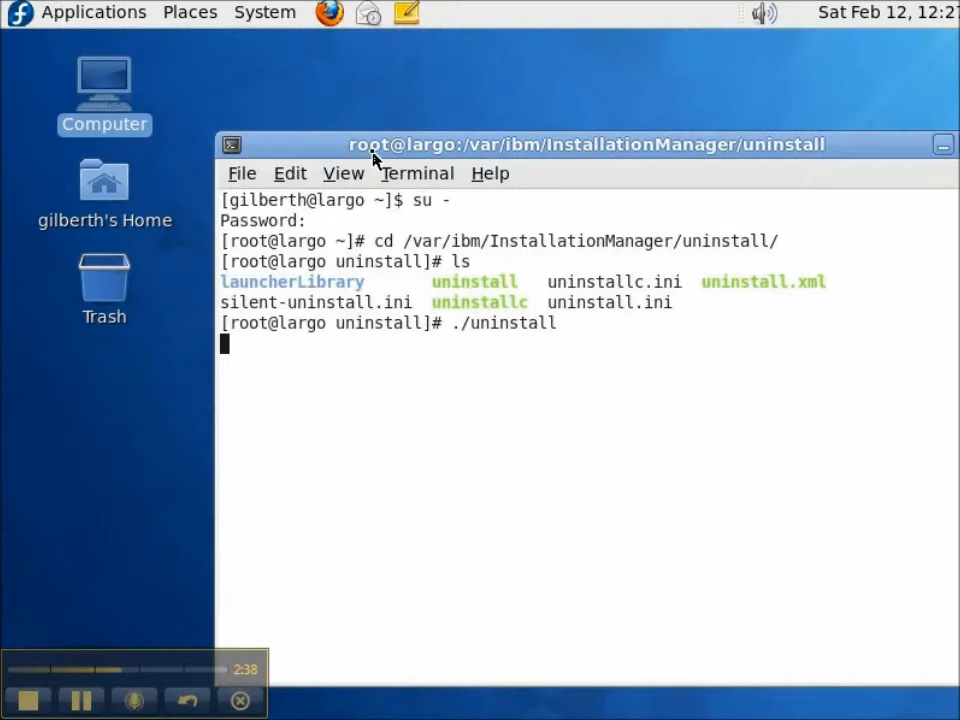 Applications Places System
Sat Feb 12, 12:27
Computer
gilberth's Home
Trash
root@largo:/var/ibm/InstallationManager/uninstall
File Edit View Terminal Help
[gilberth@largo ~]$ su -
Password:
[root@largo ~]# cd /var/ibm/InstallationManager/uninstall/
[root@largo uninstall]# ls
launcherLibrary uninstall uninstallc.ini uninstall.xml
silent-uninstall.ini uninstallc uninstall.ini
[root@largo uninstall]# ./uninstall
2:38